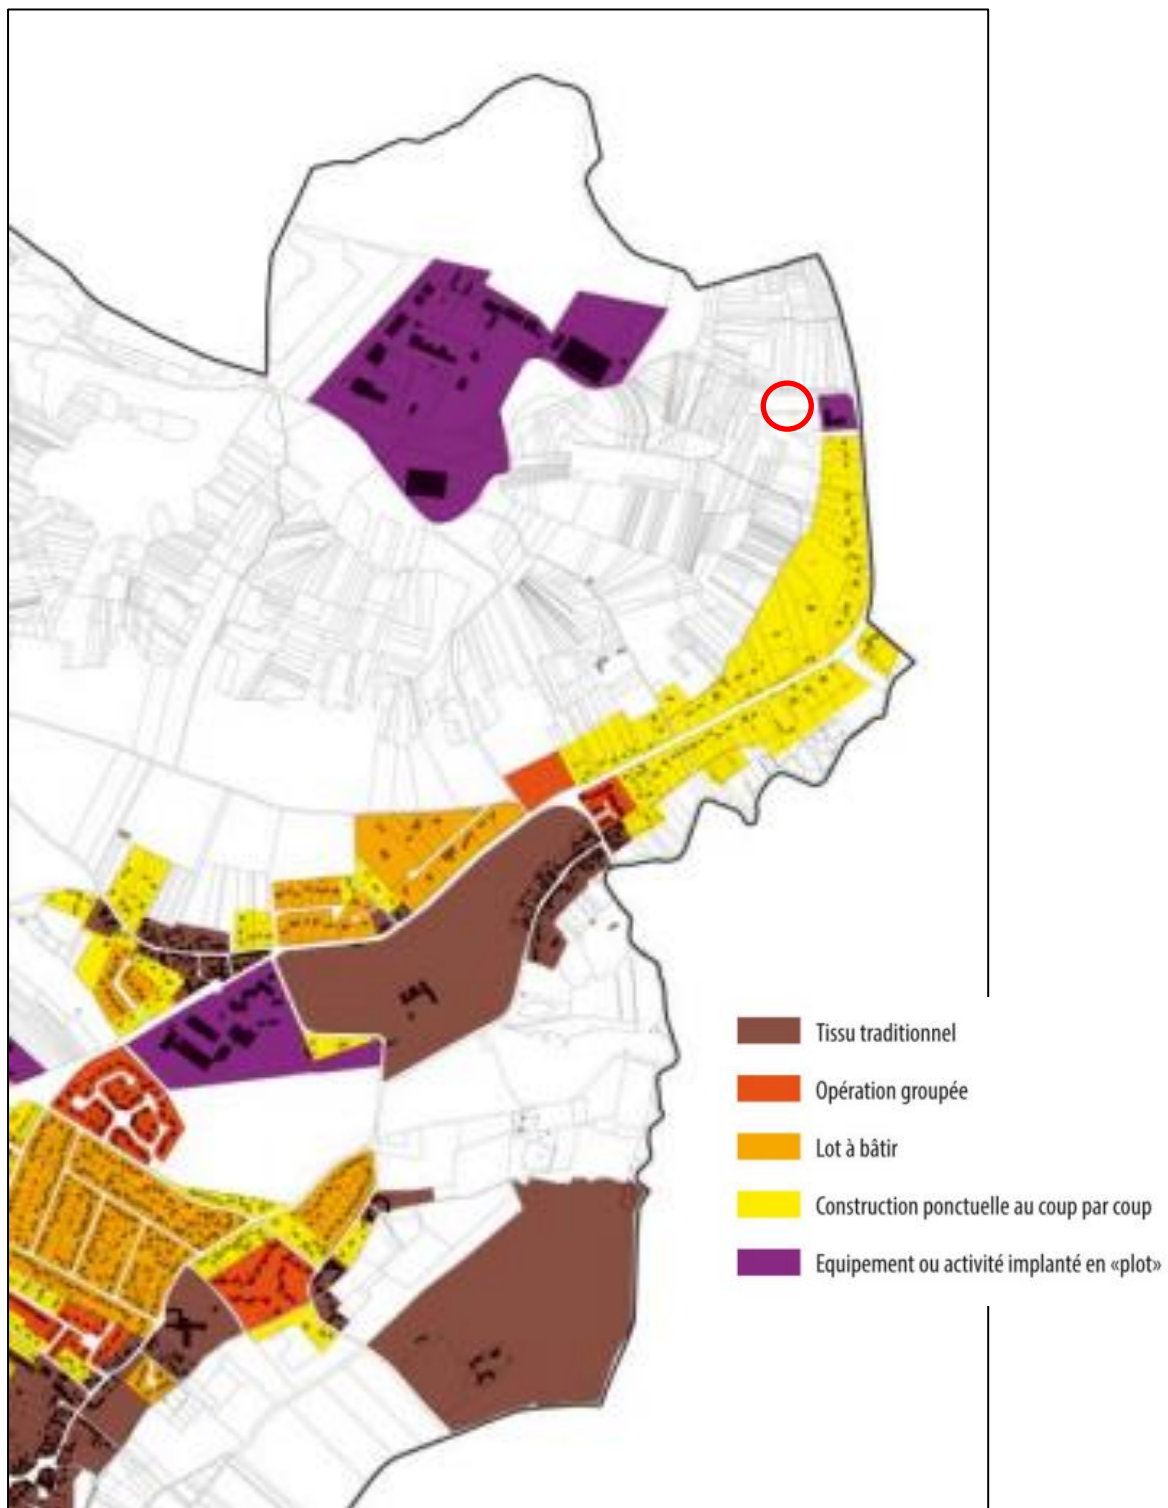 Tissu traditionnel
Opération groupée
Lot à bâtir
Construction ponctuelle au coup par coup
Equipement ou activité implanté en «plot»